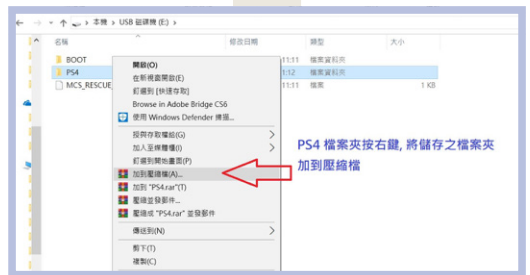 本機 > USB 磁碟機 (E:) >
名稱 修改日期 類型 大小
BOOT 11:11 檔案資料夾
PS4 1:12 檔案資料夾
MCS_RESCUE 11:11 檔案 1 KB
開啟(O)
在新視窗開啟(E)
釘選到 [快速存取]
Browse in Adobe Bridge CS6
使用 Windows Defender 掃描...
授與存取權給(G)
加入至媒體櫃(I)
釘選到開始畫面(P)
加到壓縮檔(A)...
加到 "PS4.rar"(T)
壓縮並發郵件...
壓縮成 "PS4.rar" 並發郵件
傳送到(N)
剪下(T)
複製(C)
PS4 檔案夾按右鍵, 將儲存之檔案夾
加到壓縮檔